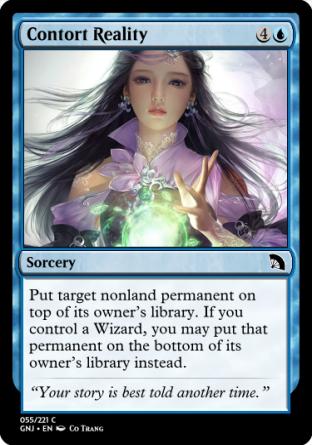 Contort Reality 4
Sorcery
Put target nonland permanent on
top of its owner's library. If you
control a Wizard, you may put that
permanent on the bottom of its
owner's library instead.
"Your story is best told another time."
055/221 C
GNJ • EN Co Trang